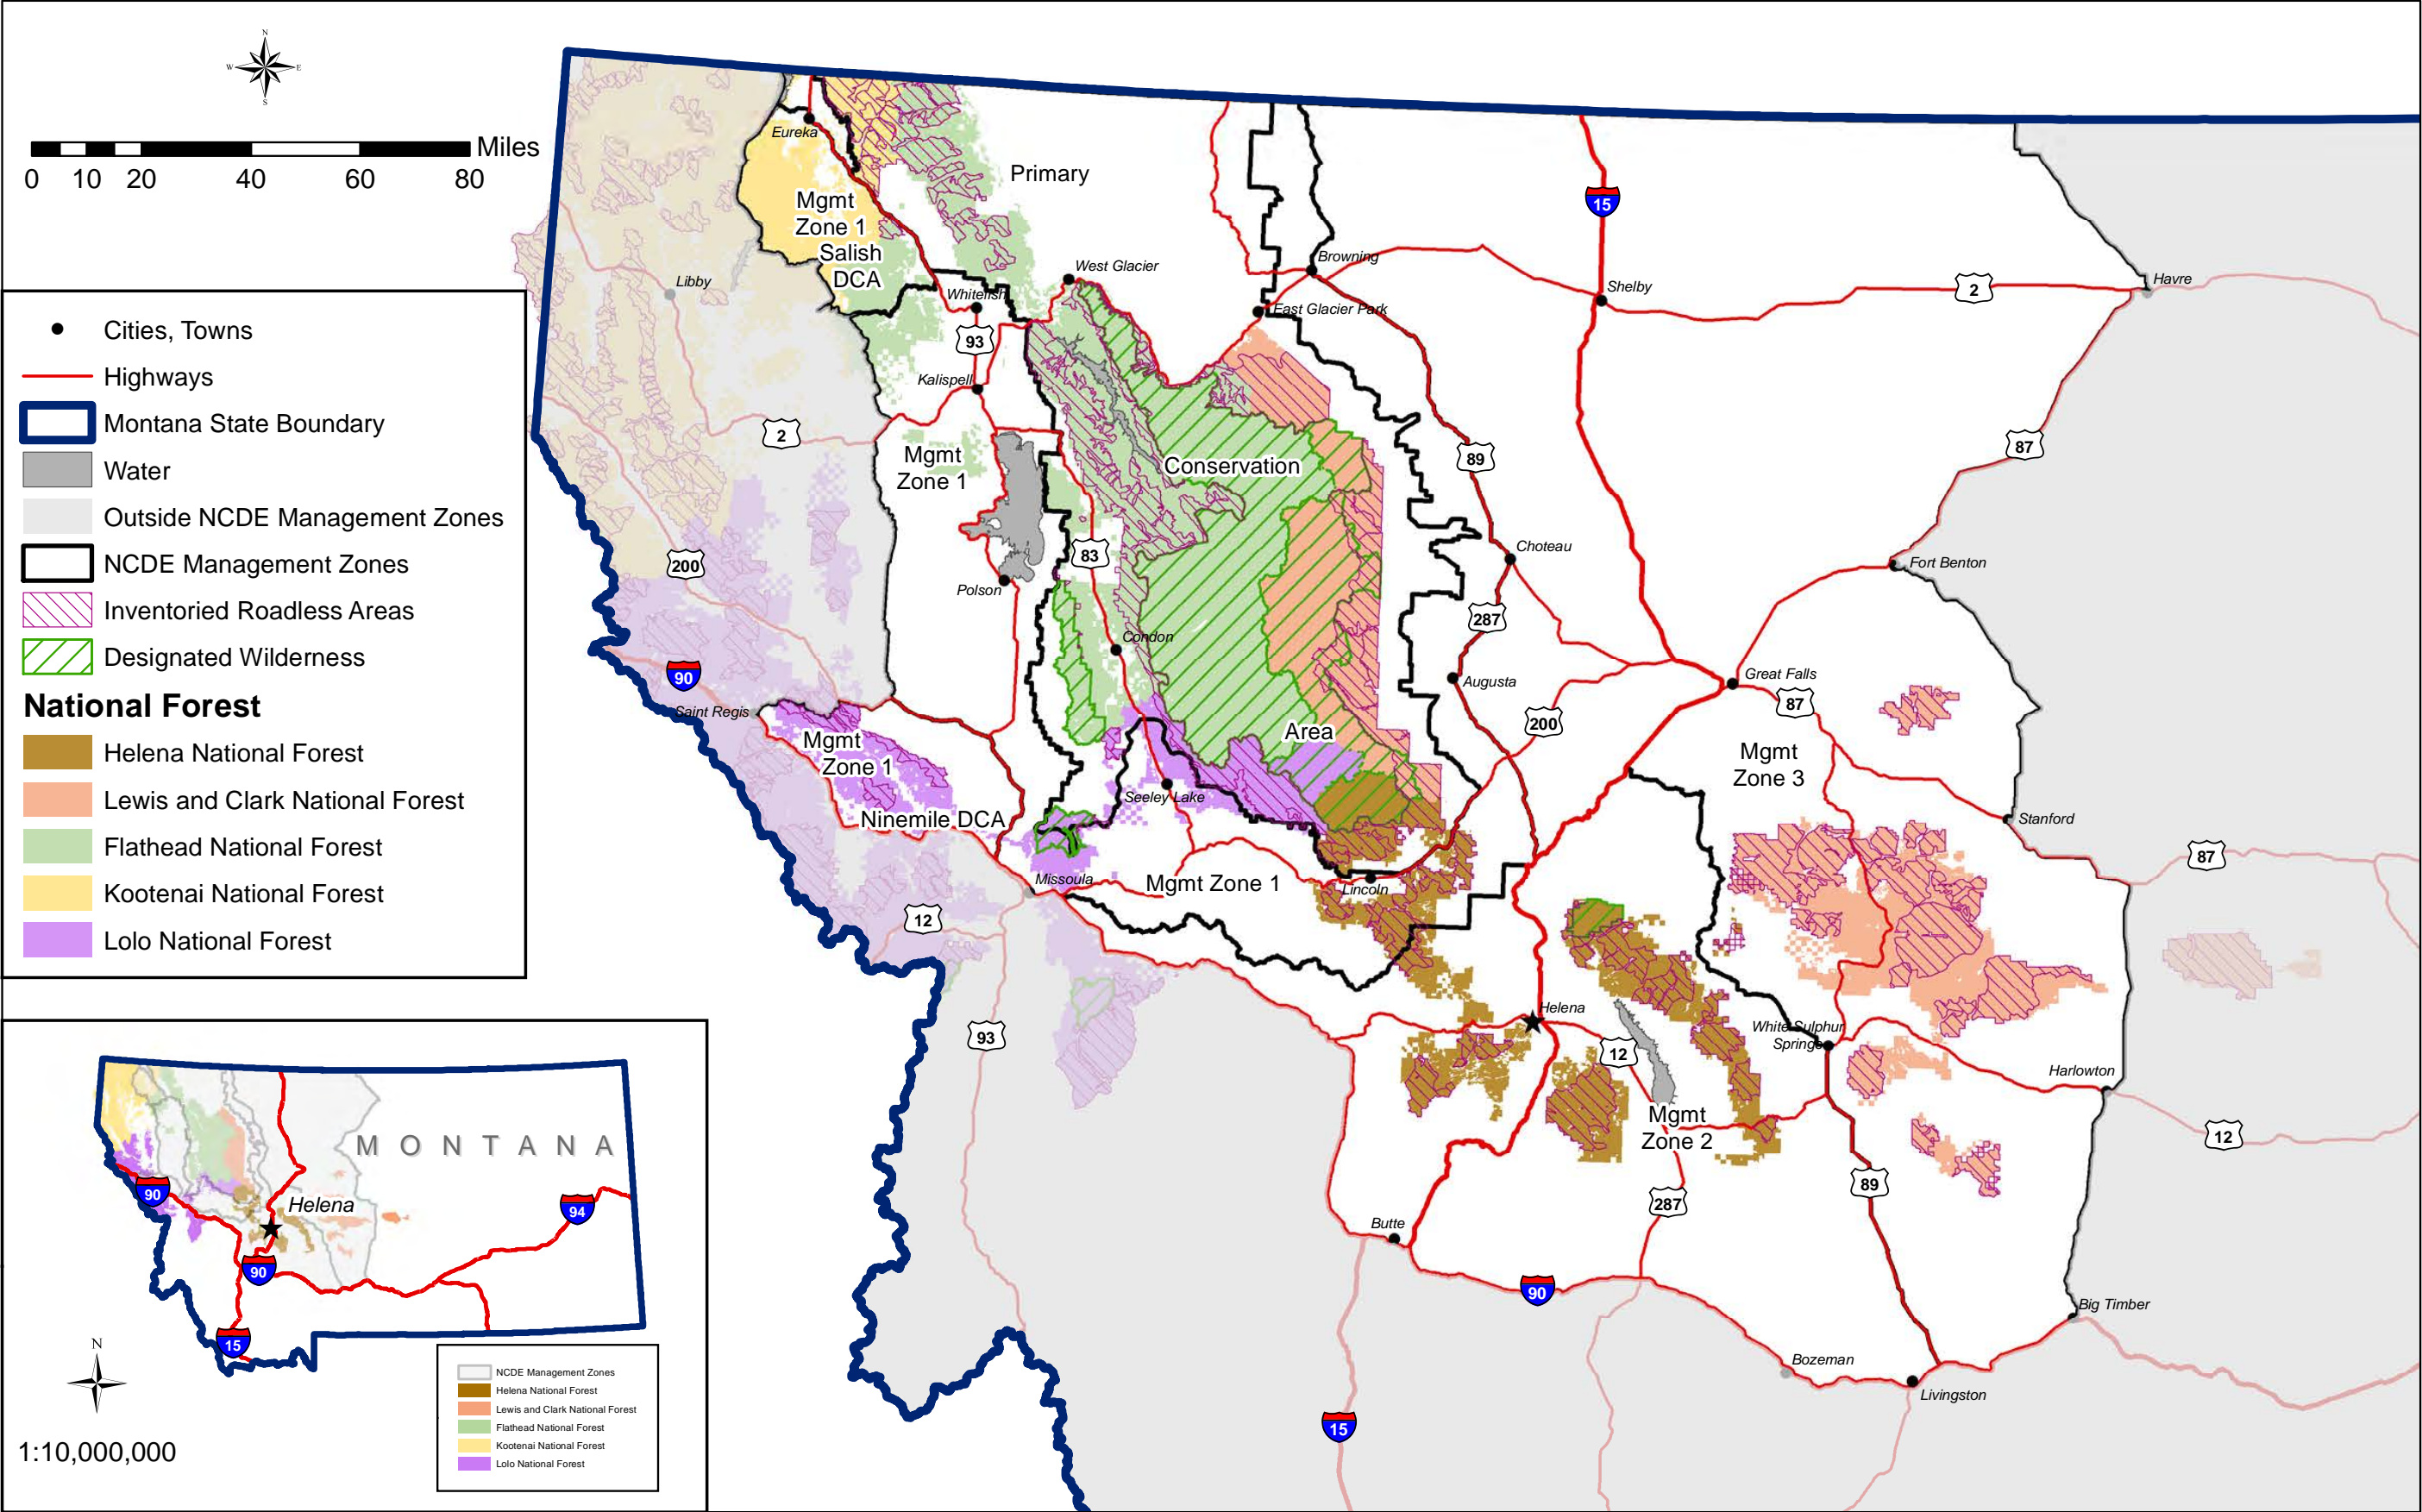 N
W
E
S
Miles
0 10 20 40 60 80
Cities, Towns
Highways
Montana State Boundary
Water
Outside NCDE Management Zones
NCDE Management Zones
Inventoried Roadless Areas
Designated Wilderness
National Forest
Helena National Forest
Lewis and Clark National Forest
Flathead National Forest
Kootenai National Forest
Lolo National Forest
Eureka
Primary
Mgmt
Zone 1
Salish
DCA
15
Libby
West Glacier
Browning
Whitefish
East Glacier Park
Shelby
2
Havre
93
Kalispell
2
Mgmt
Zone 1
Conservation
89
87
200
83
Choteau
Fort Benton
Polson
287
Condon
90
Augusta
Great Falls
87
Saint Regis
200
Area
Mgmt
Zone 1
Mgmt
Zone 3
Seeley Lake
Ninemile DCA
Stanford
87
Missoula
Mgmt Zone 1
Lincoln
12
Helena
93
White Sulphur
Springs
12
Harlowton
Mgmt
Zone 2
12
89
287
Butte
90
Big Timber
Bozeman
Livingston
15
MONTANA
90
Helena
94
90
15
N
NCDE Management Zones
Helena National Forest
Lewis and Clark National Forest
Flathead National Forest
Kootenai National Forest
Lolo National Forest
1:10,000,000